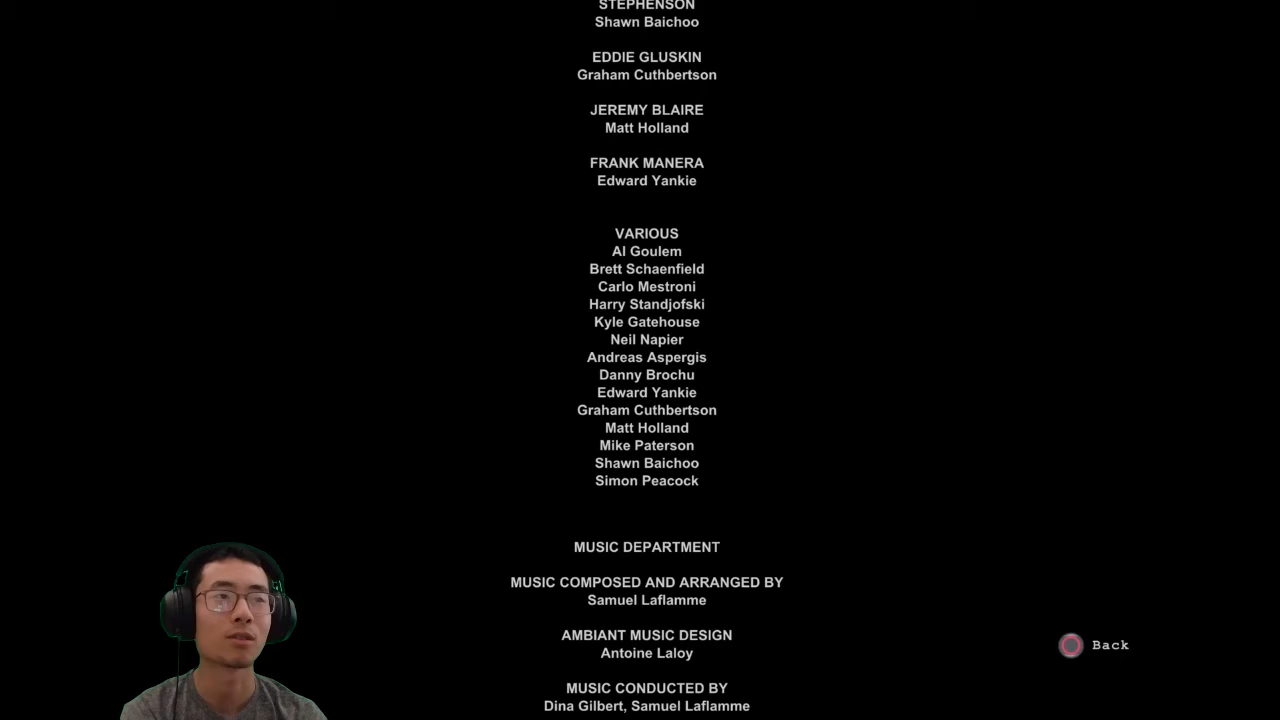 STEPHENSON
Shawn Baichoo
EDDIE GLUSKIN
Graham Cuthbertson
JEREMY BLAIRE
Matt Holland
FRANK MANERA
Edward Yankie
VARIOUS
Al Goulem
Brett Schaenfield
Carlo Mestroni
Harry Standjofski
Kyle Gatehouse
Neil Napier
Andreas Aspergis
Danny Brochu
Edward Yankie
Graham Cuthbertson
Matt Holland
Mike Paterson
Shawn Baichoo
Simon Peacock
MUSIC DEPARTMENT
MUSIC COMPOSED AND ARRANGED BY
Samuel Laflamme
AMBIANT MUSIC DESIGN
Antoine Laloy
MUSIC CONDUCTED BY
Dina Gilbert, Samuel Laflamme
Back